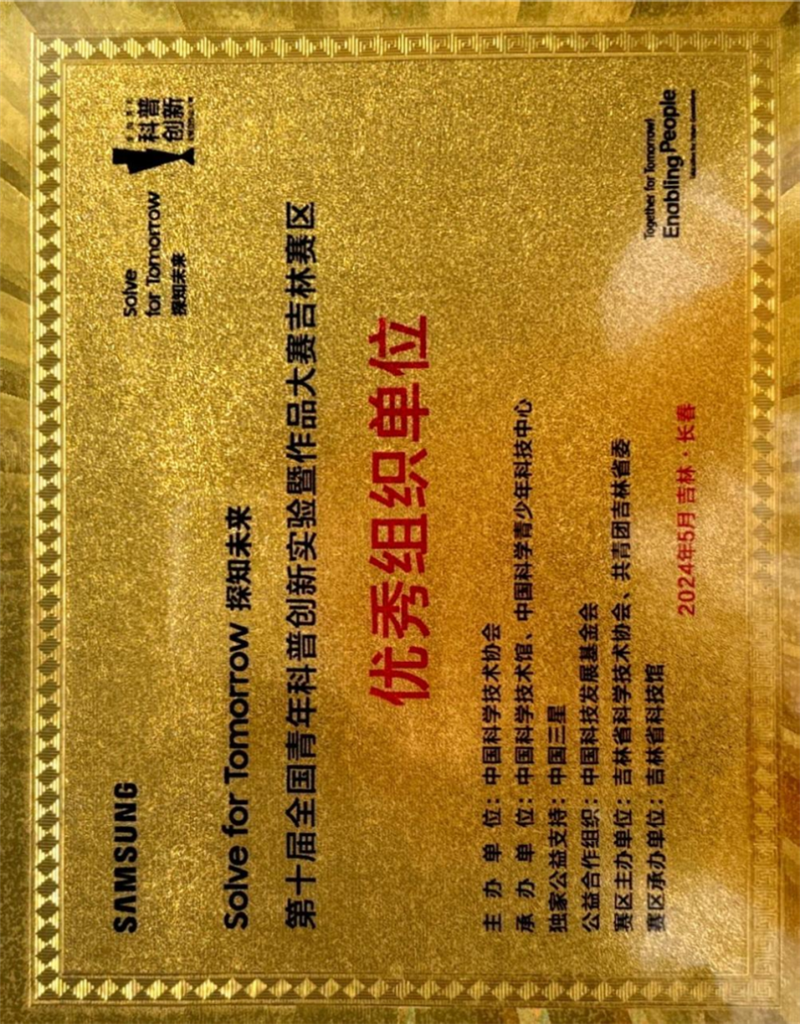 SAMSUNG
Solve
for Tomorrow
探知未来
科普
创新
Solve for Tomorrow 探知未来
第十届全国青年科普创新实验暨作品大赛吉林赛区
优秀组织单位
主办单位：中国科学技术协会
承办单位：中国科学技术馆、中国科学青少年科技中心
独家公益支持：中国三星
公益合作组织：中国科技发展基金会
赛区主办单位：吉林省科学技术协会、共青团吉林省委
赛区承办单位：吉林省科技馆
2024年5月 吉林·长春
Together for Tomorrow!
Enabling People